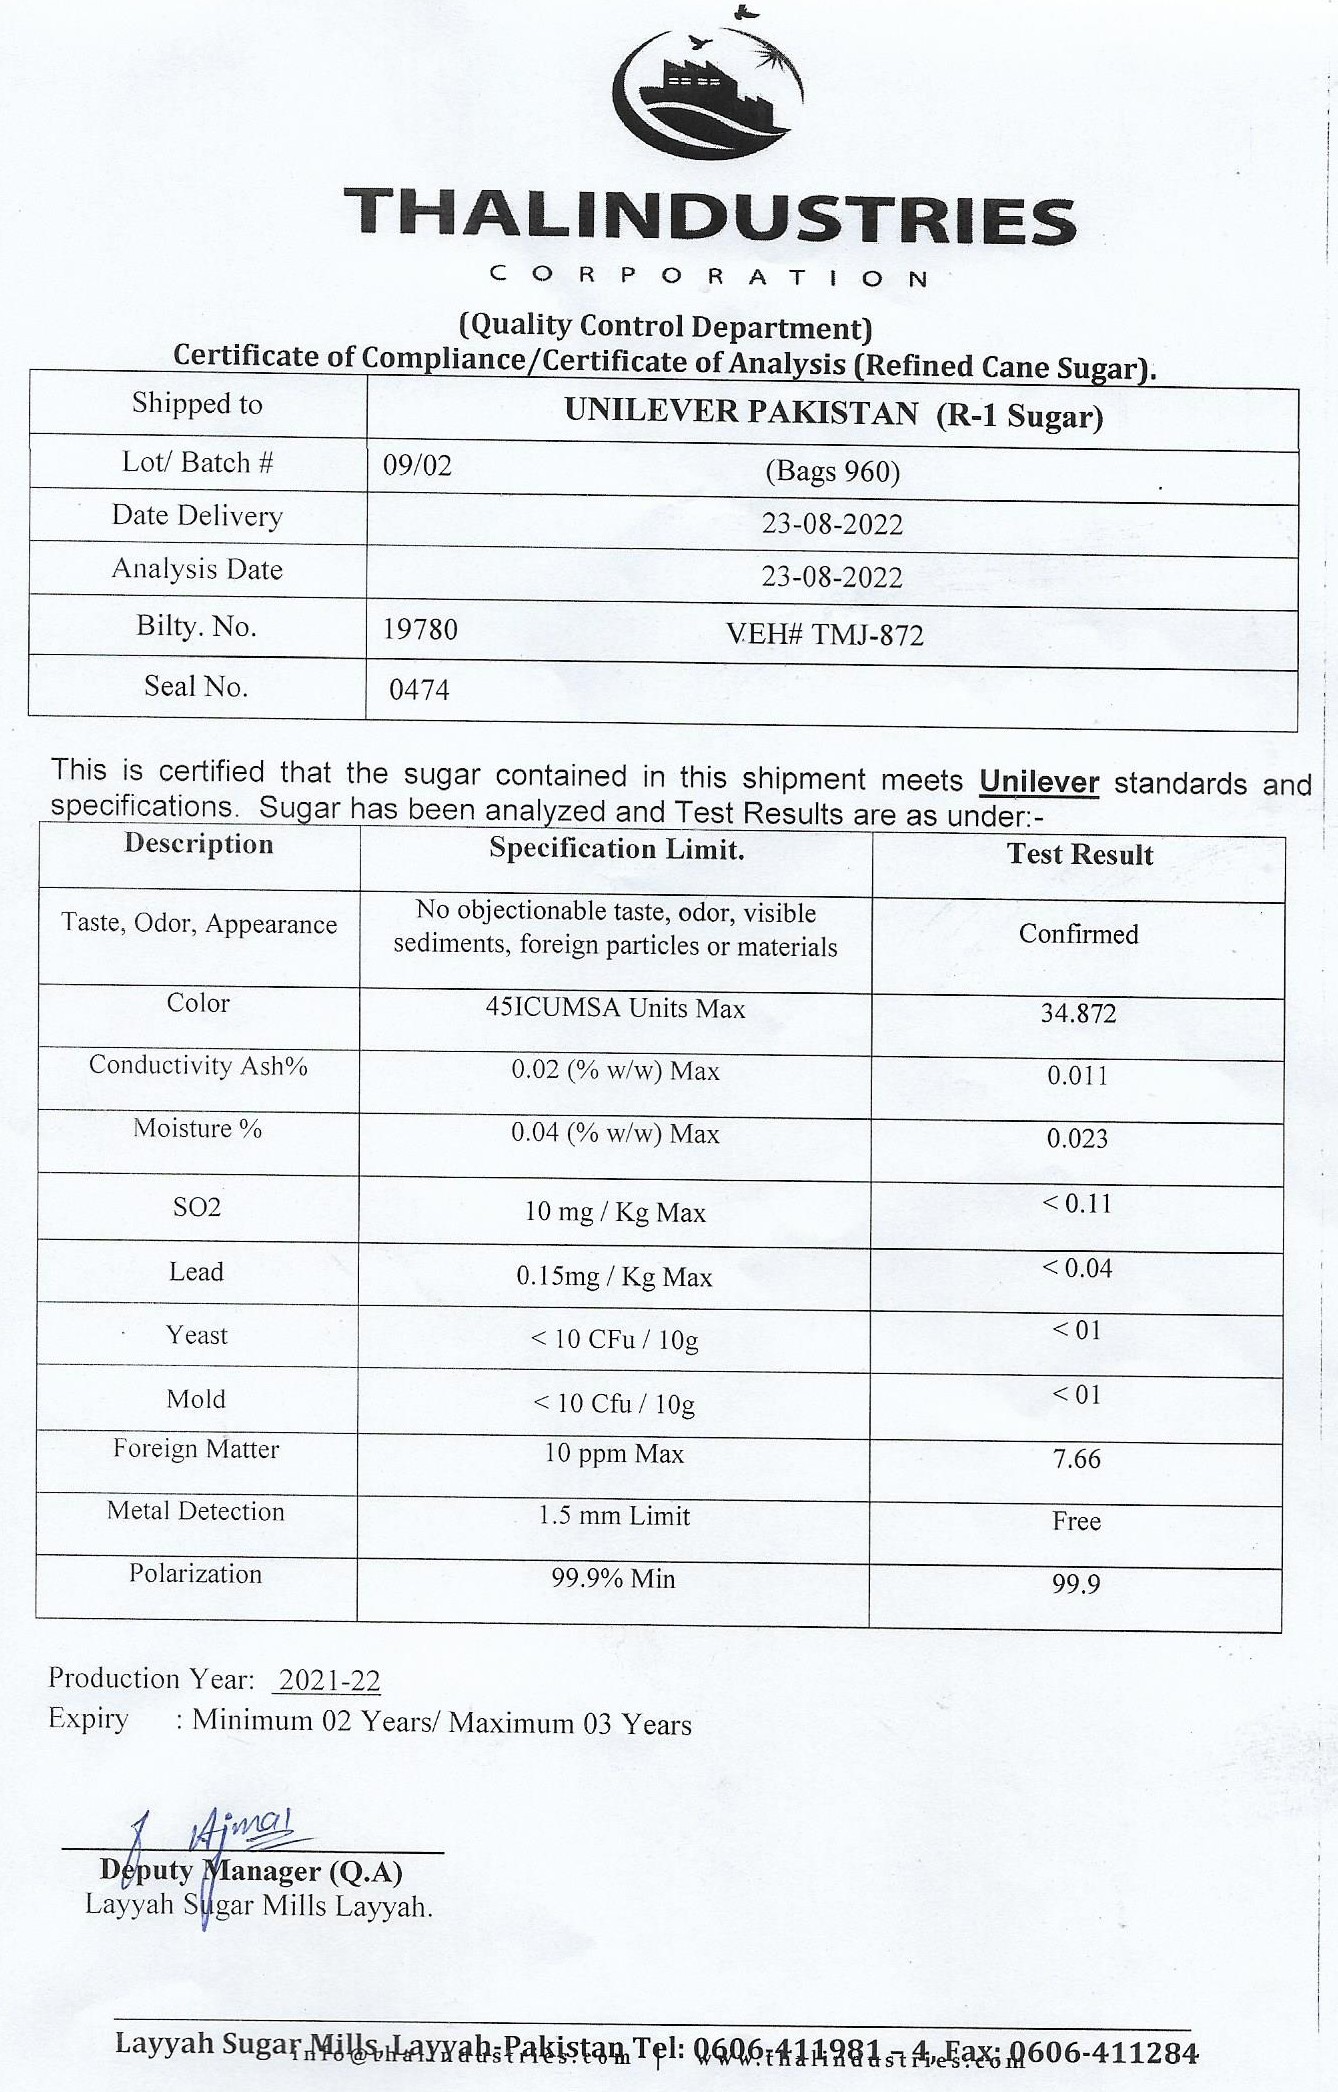 THALINDUSTRIES
CORPORATION
(Quality Control Department)
Certificate of Compliance/Certificate of Analysis (Refined Cane Sugar).
Shipped to UNILEVER PAKISTAN (R-1 Sugar)
Lot/ Batch # 09/02 (Bags 960)
Date Delivery 23-08-2022
Analysis Date 23-08-2022
Bilty. No. 19780 VEH# TMJ-872
Seal No. 0474
This is certified that the sugar contained in this shipment meets Unilever standards and
specifications. Sugar has been analyzed and Test Results are as under:-
Description Specification Limit. Test Result
Taste, Odor, Appearance No objectionable taste, odor, visible
sediments, foreign particles or materials Confirmed
Color 45ICUMSA Units Max 34.872
Conductivity Ash% 0.02 (% w/w) Max 0.011
Moisture % 0.04 (% w/w) Max 0.023
SO2 10 mg / Kg Max < 0.11
Lead 0.15mg / Kg Max < 0.04
Yeast < 10 CFu / 10g < 01
Mold < 10 Cfu / 10g < 01
Foreign Matter 10 ppm Max 7.66
Metal Detection 1.5 mm Limit Free
Polarization 99.9% Min 99.9
Production Year: 2021-22
Expiry : Minimum 02 Years/ Maximum 03 Years
Ajmal
Deputy Manager (Q.A)
Layyah Sugar Mills Layyah.
Layyah Sugar Mills, Layyah-Pakistan Tel: 0606-411981 – 4, Fax: 0606-411284
info@thalindustries.com | www.thalindustries.com